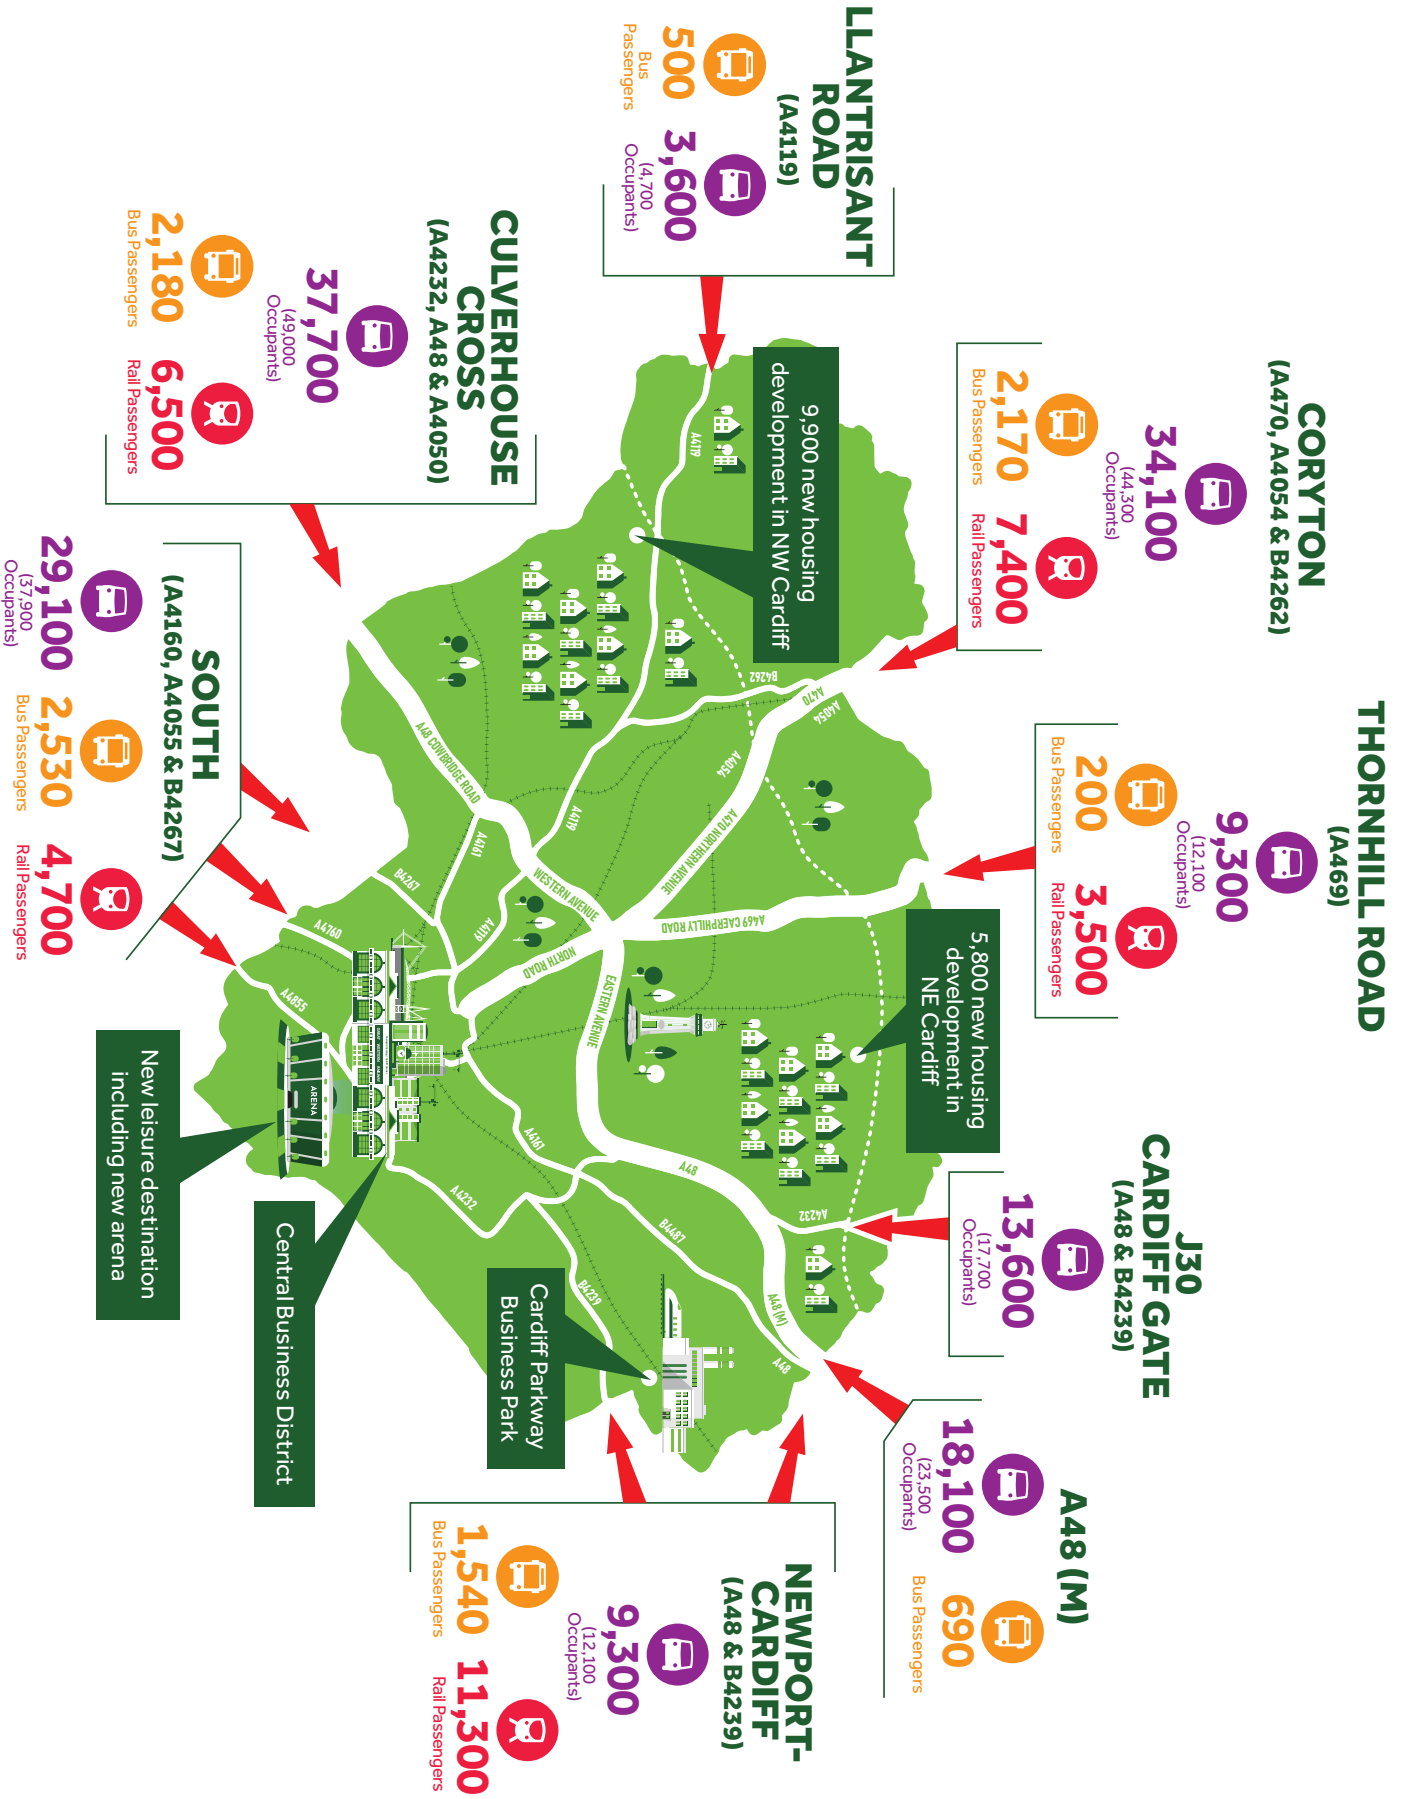 THORNHILL ROAD
(A469)
9,300
(12,100
Occupants)
200
Bus Passengers
3,500
Rail Passengers
CORYTON
(A470, A4054 & B4262)
34,100
(44,300
Occupants)
2,170
Bus Passengers
7,400
Rail Passengers
J30
CARDIFF GATE
(A48 & B4239)
13,600
(17,700
Occupants)
A48 (M)
18,100
(23,500
Occupants)
690
Bus Passengers
LLANTRISANT
ROAD
(A4119)
500
Bus
Passengers
3,600
(4,700
Occupants)
NEWPORT-
CARDIFF
(A48 & B4239)
9,300
(12,100
Occupants)
1,540
Bus Passengers
11,300
Rail Passengers
CULVERHOUSE
CROSS
(A4232, A48 & A4050)
37,700
(49,000
Occupants)
2,180
Bus Passengers
6,500
Rail Passengers
SOUTH
(A4160, A4055 & B4267)
29,100
(37,900
Occupants)
2,530
Bus Passengers
4,700
Rail Passengers
9,900 new housing
development in NW Cardiff
5,800 new housing
development in
NE Cardiff
Cardiff Parkway
Business Park
Central Business District
New leisure destination
including new arena
A4119
B4262
A470
A4054
A4054
A470 NORTHERN AVENUE
A469 CAERPHILLY ROAD
A48 COWBRIDGE ROAD
A4119
A4161
WESTERN AVENUE
B4267
A4119
NORTH ROAD
EASTERN AVENUE
A4760
A4855
A4161
A48
A4232
A4232
B4487
B4239
A48 (M)
A48
ARENA